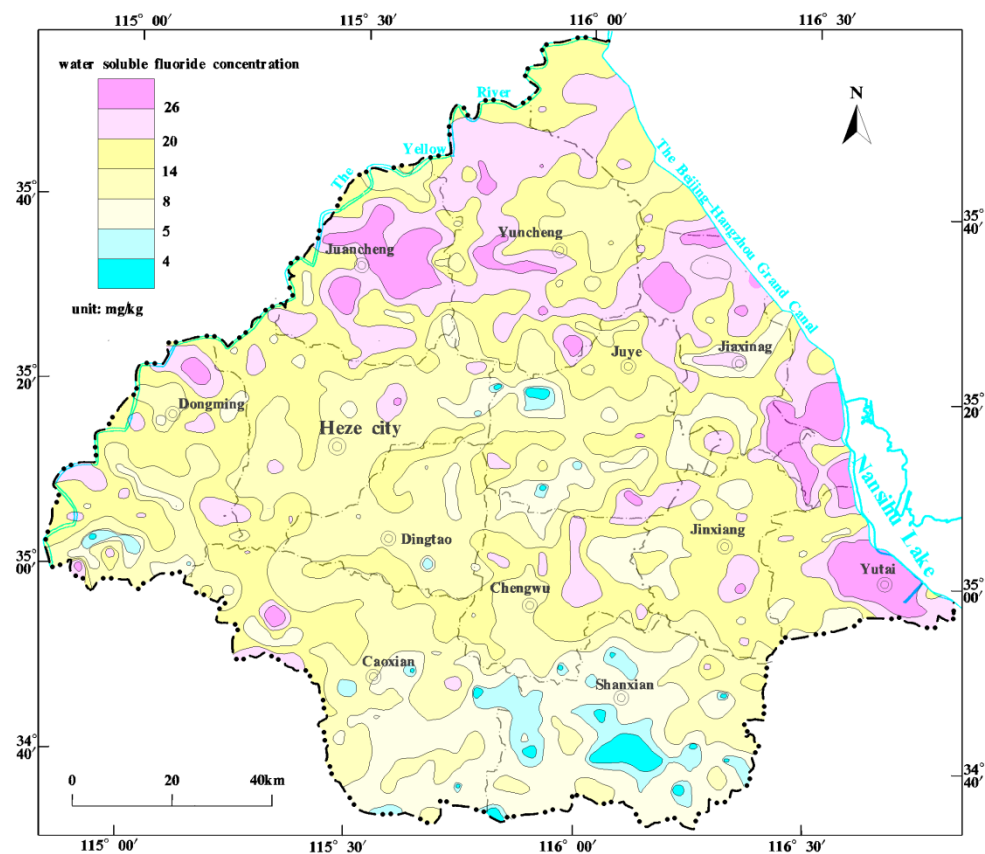 115° 00′
115° 30′
116° 00′
116° 30′
water soluble fluoride concentration
26
20
14
8
5
4
unit: mg/kg
N
The Yellow River
The Beijing-Hangzhou Grand Canal
Nansihu Lake
35° 40′
35° 40′
Juancheng
Yuncheng
Juye
Jiaxinag
35° 20′
35° 20′
Dongming
Heze city
Dingtao
Jinxiang
Chengwu
Yutai
35° 00′
35° 00′
Caoxian
Shanxian
34° 40′
34° 40′
0 20 40km
115° 00′
115° 30′
116° 00′
116° 30′